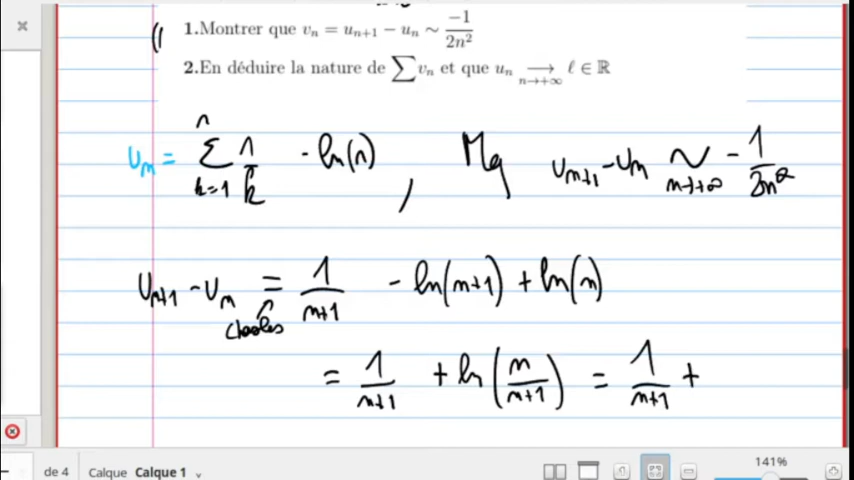 1.Montrer que vₙ = uₙ₊₁ − uₙ ~ −1/2n²
2.En déduire la nature de ∑ vₙ et que uₙ ⟶ ℓ ∈ ℝ n→+∞
Uₙ = ∑ₖ₌₁ⁿ 1/k - ln(n) , Mq Uₙ₊₁ - Uₙ ~ n→+∞ - 1/2n²
Uₙ₊₁ - Uₙ = 1/n+1 - ln(n+1) + ln(n)
Chasles
= 1/n+1 + ln(n/n+1) = 1/n+1 +
de 4 Calque Calque 1 141%